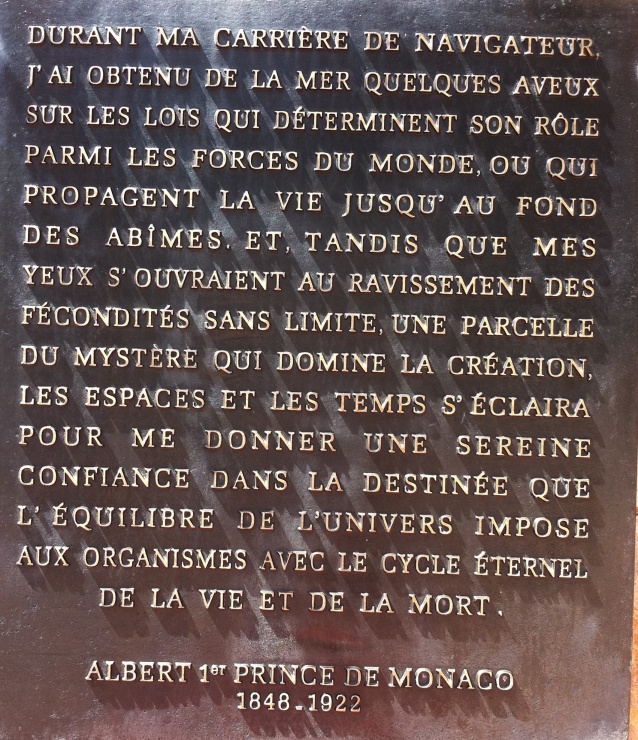 DURANT MA CARRIÈRE DE NAVIGATEUR,
J'AI OBTENU DE LA MER QUELQUES AVEUX
SUR LES LOIS QUI DÉTERMINENT SON RÔLE
PARMI LES FORCES DU MONDE, OU QUI
PROPAGENT LA VIE JUSQU'AU FOND
DES ABÎMES. ET, TANDIS QUE MES
YEUX S'OUVRAIENT AU RAVISSEMENT DES
FÉCONDITÉS SANS LIMITE, UNE PARCELLE
DU MYSTÈRE QUI DOMINE LA CRÉATION,
LES ESPACES ET LES TEMPS S'ÉCLAIRA
POUR ME DONNER UNE SEREINE
CONFIANCE DANS LA DESTINÉE QUE
L'ÉQUILIBRE DE L'UNIVERS IMPOSE
AUX ORGANISMES AVEC LE CYCLE ÉTERNEL
DE LA VIE ET DE LA MORT.
ALBERT 1er PRINCE DE MONACO
1848.1922